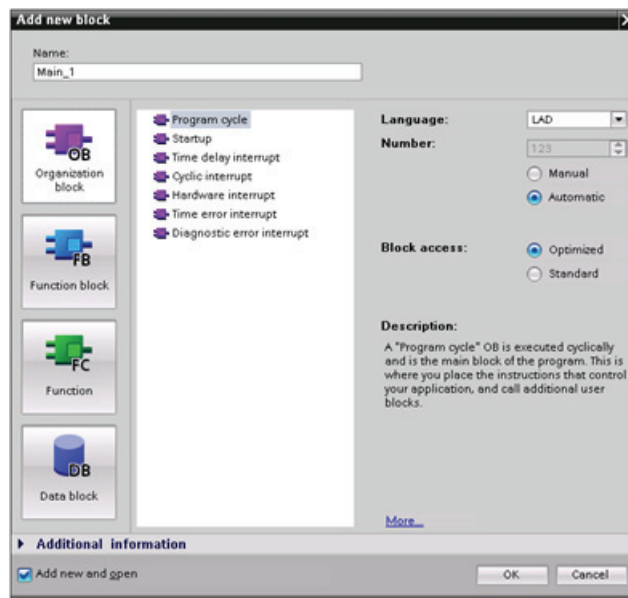 Add new block
Name:
Main_1
OB
Organization
block
FB
Function block
FC
Function
DB
Data block
Program cycle
Startup
Time delay interrupt
Cyclic interrupt
Hardware interrupt
Time error interrupt
Diagnostic error interrupt
Language: LAD
Number: 123
Manual
Automatic
Block access: Optimized
Standard
Description:
A "Program cycle" OB is executed cyclically
and is the main block of the program. This is
where you place the instructions that control
your application, and call additional user
blocks.
More...
Additional information
Add new and open
OK Cancel